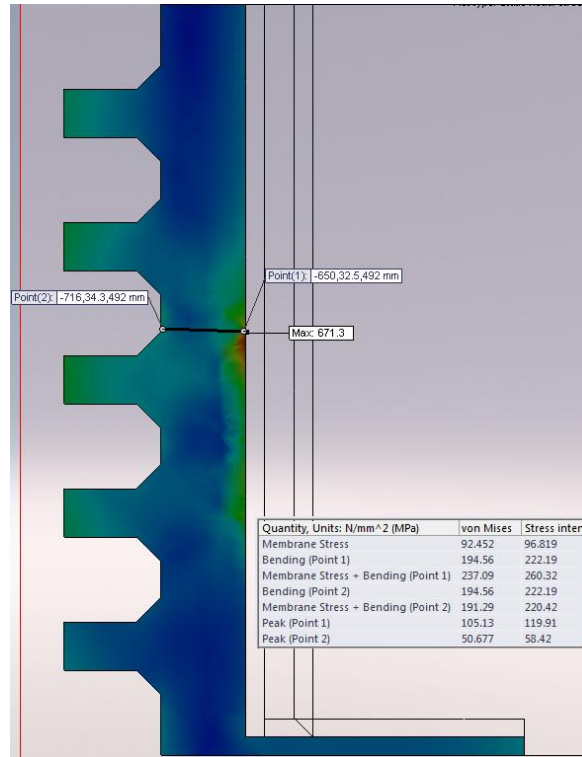 Point(1): -650,32.5,492 mm
Point(2): -716,34.3,492 mm
Max: 671.3
Quantity, Units: N/mm^2 (MPa) von Mises Stress inter
Membrane Stress 92.452 96.819
Bending (Point 1) 194.56 222.19
Membrane Stress + Bending (Point 1) 237.09 260.32
Bending (Point 2) 194.56 222.19
Membrane Stress + Bending (Point 2) 191.29 220.42
Peak (Point 1) 105.13 119.91
Peak (Point 2) 50.677 58.42